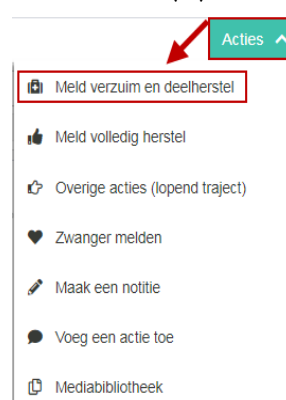 Acties
Meld verzuim en deelherstel
Meld volledig herstel
Overige acties (lopend traject)
Zwanger melden
Maak een notitie
Voeg een actie toe
Mediabibliotheek